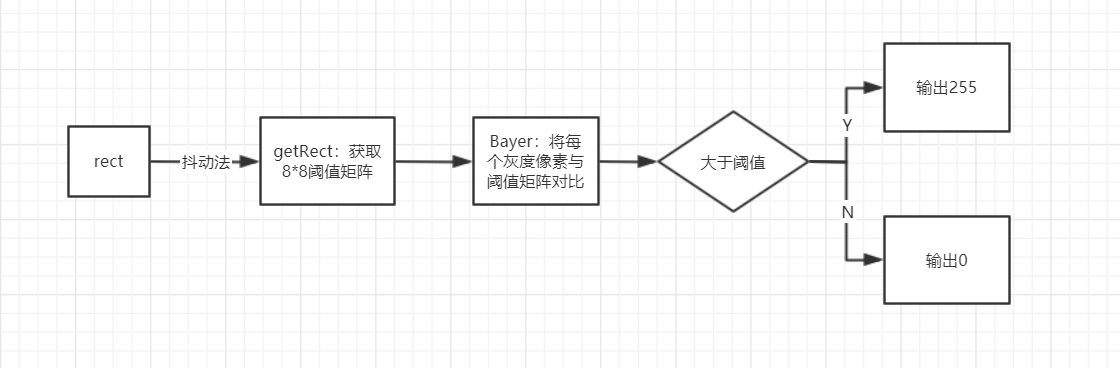 rect
抖动法
getRect：获取
8*8阈值矩阵
Bayer：将每
个灰度像素与
阈值矩阵对比
大于阈值
Y
输出255
N
输出0